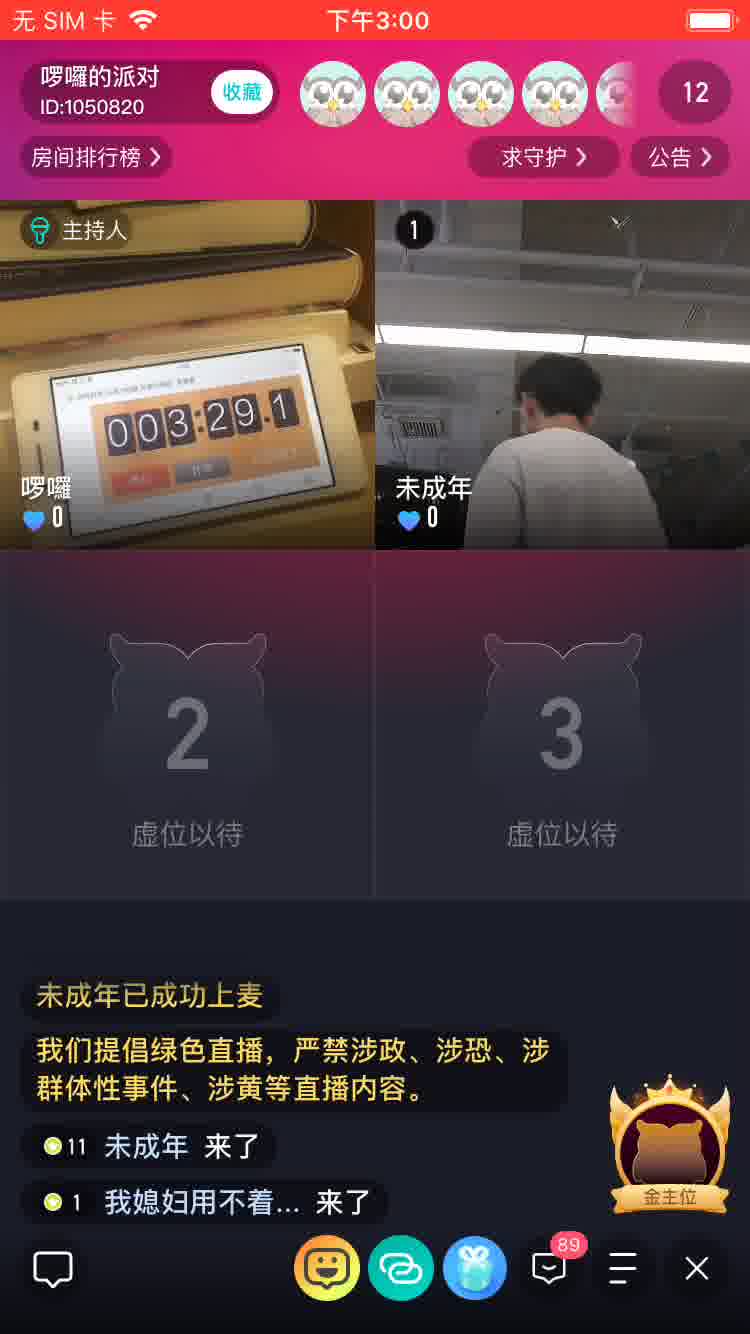 无 SIM 卡
下午3:00
啰囉的派对
ID:1050820
收藏
12
房间排行榜
求守护
公告
主持人
1
003:29.1
啰囉
0
未成年
0
2
3
虚位以待
虚位以待
未成年已成功上麦
我们提倡绿色直播，严禁涉政、涉恐、涉
群体性事件、涉黄等直播内容。
11 未成年 来了
1 我媳妇用不着... 来了
金主位
89